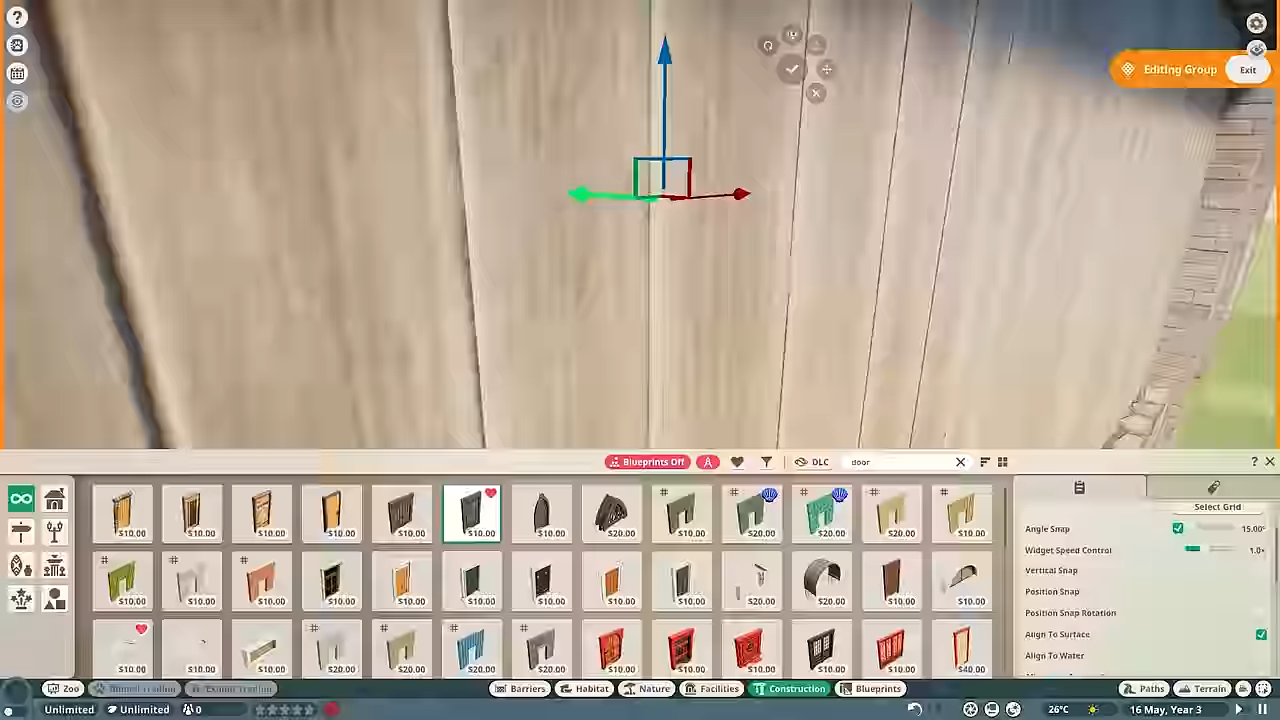 ?
Editing Group Exit
Blueprints Off
DLC
door
?
$10.00 $10.00 $10.00 $10.00 $10.00 $10.00 $10.00 $20.00 $10.00 $20.00 $20.00 $20.00 $10.00
$10.00 $10.00 $10.00 $10.00 $10.00 $10.00 $10.00 $10.00 $10.00 $20.00 $20.00 $10.00 $10.00
$10.00 $10.00 $10.00 $20.00 $20.00 $20.00 $20.00 $10.00 $10.00 $10.00 $10.00 $10.00 $40.00
Select Grid
Angle Snap 15.00°
Widget Speed Control 1.0×
Vertical Snap
Position Snap
Position Snap Rotation
Align To Surface
Align To Water
Zoo Animal Trading Exhibit Trading Barriers Habitat Nature Facilities Construction Blueprints Paths Terrain
Unlimited Unlimited 0 26°C 16 May, Year 3